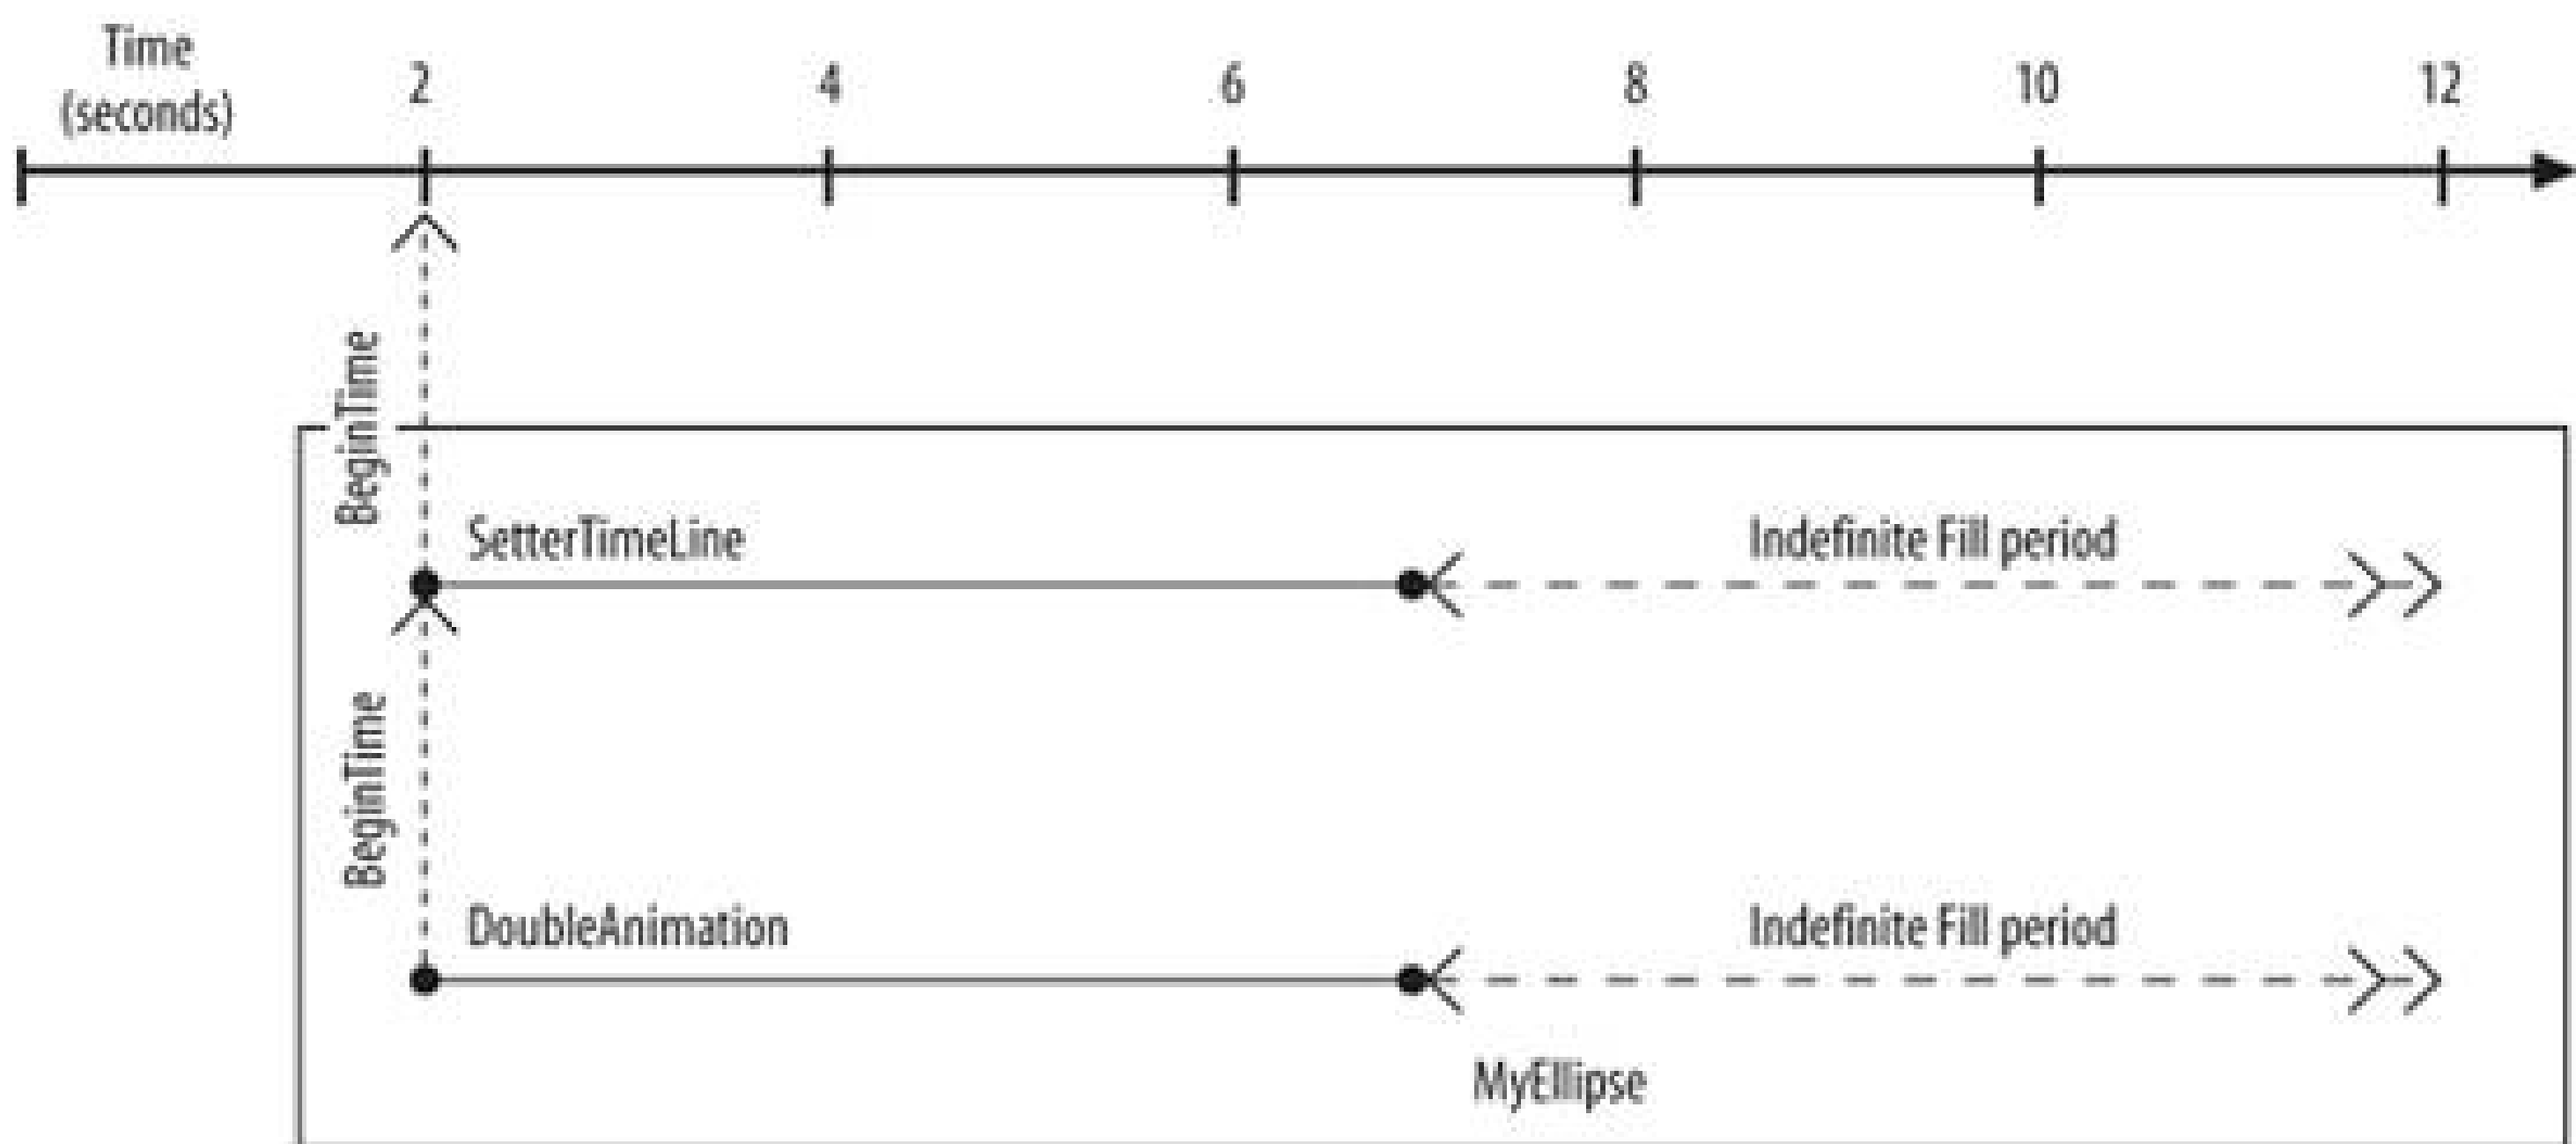 Time
(seconds)
2
4
6
8
10
12
BeginTime
SetterTimeLine
Indefinite Fill period
BeginTime
DoubleAnimation
Indefinite Fill period
MyEllipse